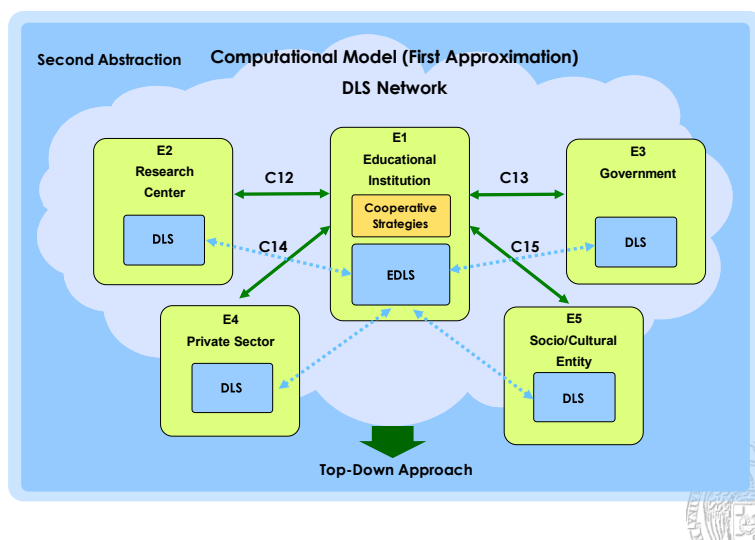 Second Abstraction
Computational Model (First Approximation)
DLS Network
E2
Research
Center
DLS
C12
E1
Educational
Institution
Cooperative
Strategies
EDLS
C13
E3
Government
DLS
C14
C15
E4
Private Sector
DLS
E5
Socio/Cultural
Entity
DLS
Top-Down Approach